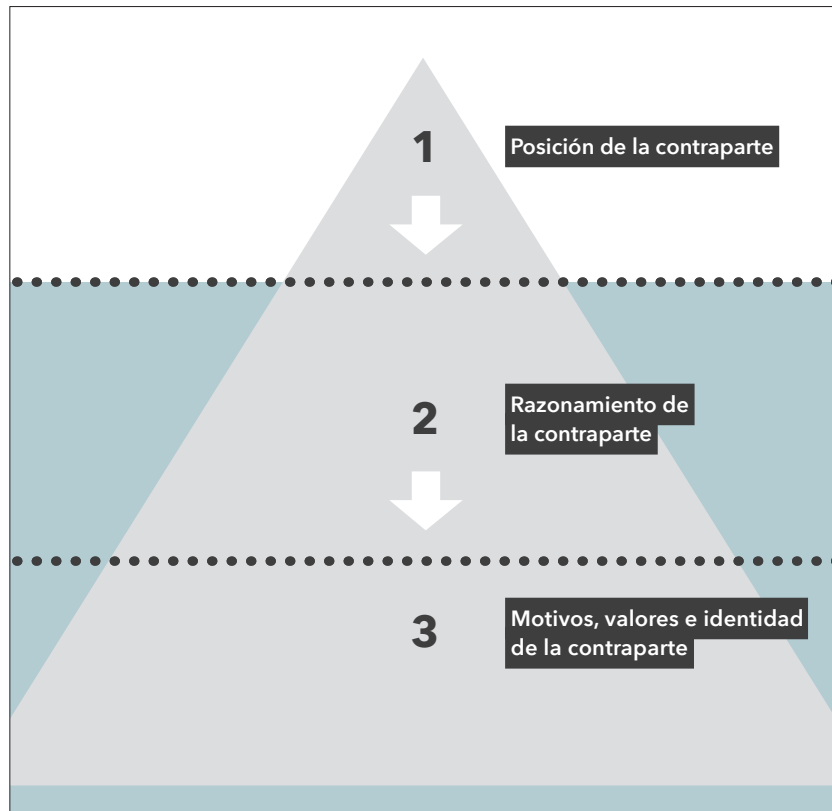 1
Posición de la contraparte
2
Razonamiento de
la contraparte
3
Motivos, valores e identidad
de la contraparte